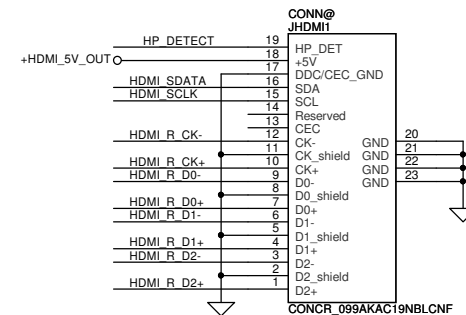 CONN@
JHDMI1
HP_DETECT 19 HP_DET
+HDMI_5V_OUT 18 +5V
17 DDC/CEC_GND
HDMI_SDATA 16 SDA
HDMI_SCLK 15 SCL
14 Reserved
13 CEC
HDMI_R_CK- 12 CK- GND 20
11 CK_shield GND 21
HDMI_R_CK+ 10 CK+ GND 22
HDMI_R_D0- 9 D0- GND 23
8 D0_shield
HDMI_R_D0+ 7 D0+
HDMI_R_D1- 6 D1-
5 D1_shield
HDMI_R_D1+ 4 D1+
HDMI_R_D2- 3 D2-
2 D2_shield
HDMI_R_D2+ 1 D2+
CONCR_099AKAC19NBLCNF